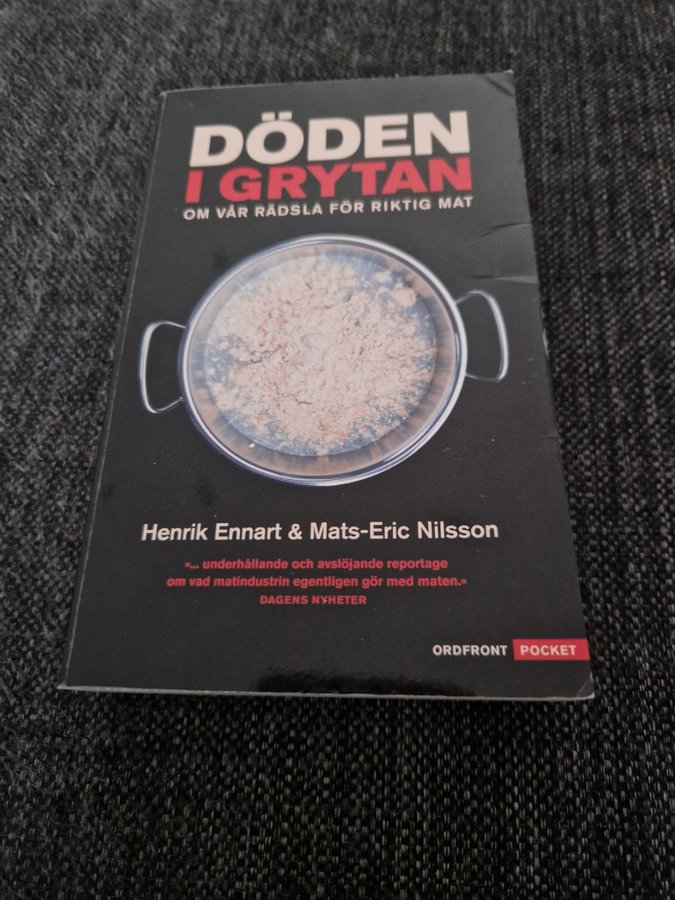 DÖDEN
I GRYTAN
OM VÅR RÄDSLA FÖR RIKTIG MAT
Henrik Ennart & Mats-Eric Nilsson
»... underhållande och avslöjande reportage
om vad matindustrin egentligen gör med maten.«
DAGENS NYHETER
ORDFRONT POCKET